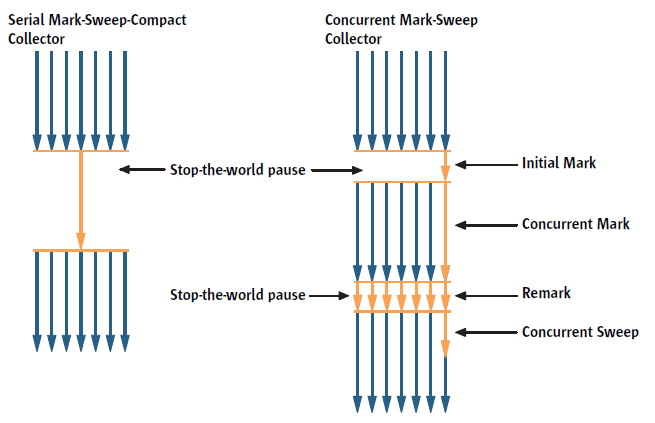 Serial Mark-Sweep-Compact
Collector
Concurrent Mark-Sweep
Collector
Stop-the-world pause
Initial Mark
Concurrent Mark
Stop-the-world pause
Remark
Concurrent Sweep